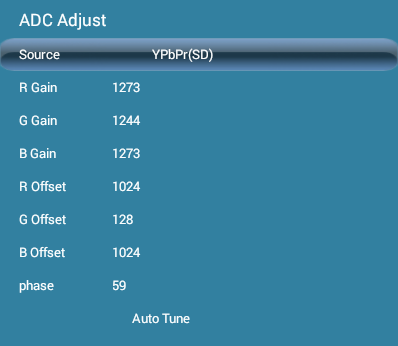 ADC Adjust
Source YPbPr(SD)
R Gain 1273
G Gain 1244
B Gain 1273
R Offset 1024
G Offset 128
B Offset 1024
phase 59
Auto Tune